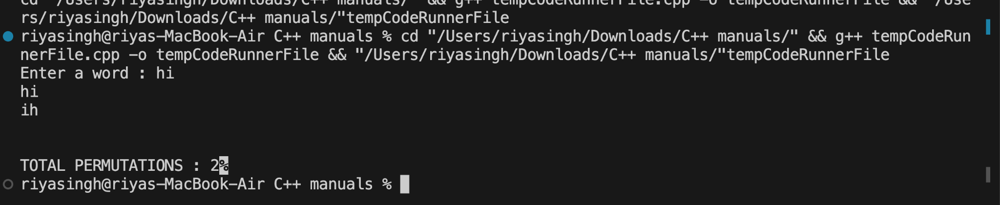 cd "/Users/riyasingh/Downloads/C++ manuals/" && g++ tempCodeRunnerFile.cpp -o tempCodeRunnerFile && "/Use
rs/riyasingh/Downloads/C++ manuals/"tempCodeRunnerFile
riyasingh@riyas-MacBook-Air C++ manuals % cd "/Users/riyasingh/Downloads/C++ manuals/" && g++ tempCodeRun
nerFile.cpp -o tempCodeRunnerFile && "/Users/riyasingh/Downloads/C++ manuals/"tempCodeRunnerFile
Enter a word : hi
hi
ih
TOTAL PERMUTATIONS : 2%
riyasingh@riyas-MacBook-Air C++ manuals %